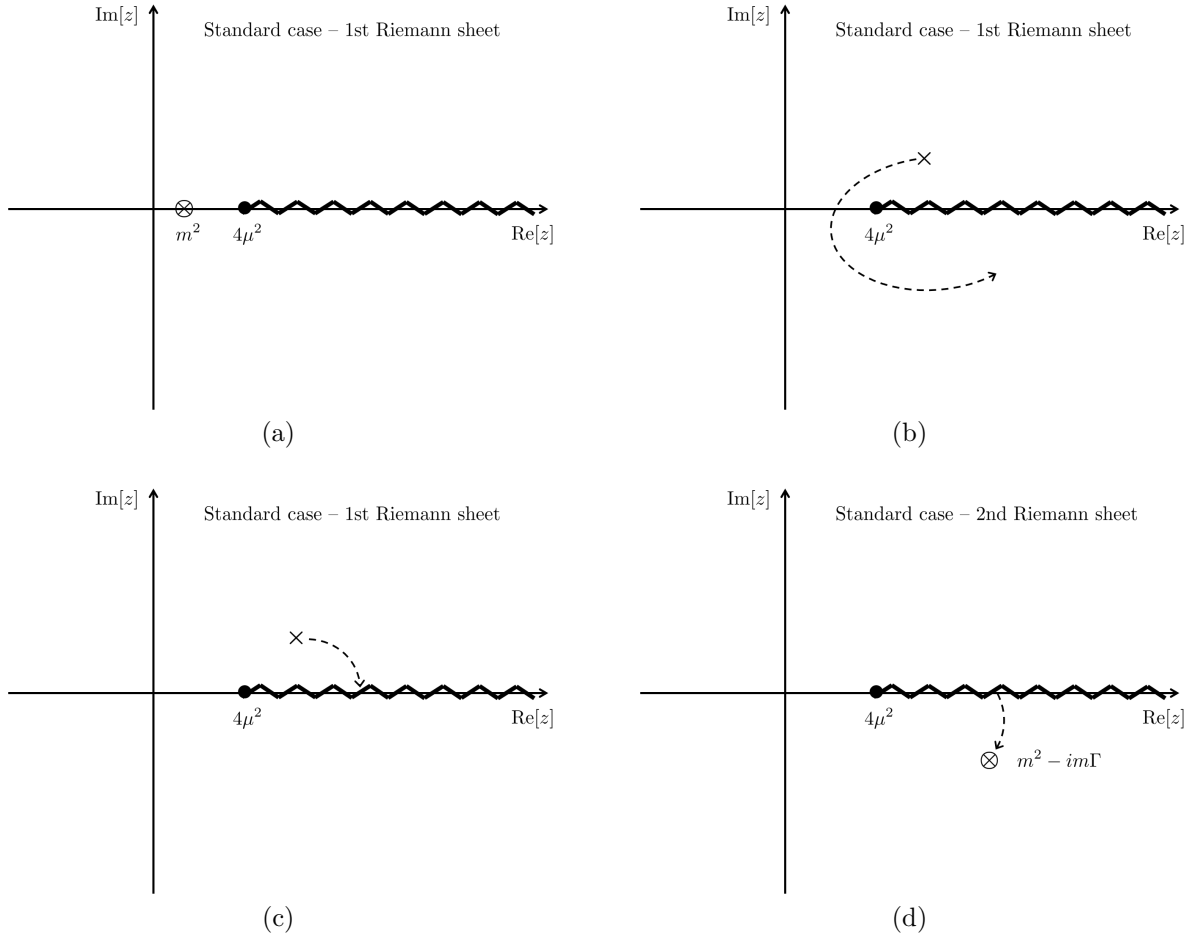 Im[z]
Standard case – 1st Riemann sheet
m²
4μ²
Re[z]
(a)
Im[z]
Standard case – 1st Riemann sheet
4μ²
Re[z]
(b)
Im[z]
Standard case – 1st Riemann sheet
4μ²
Re[z]
(c)
Im[z]
Standard case – 2nd Riemann sheet
4μ²
Re[z]
m² − imΓ
(d)